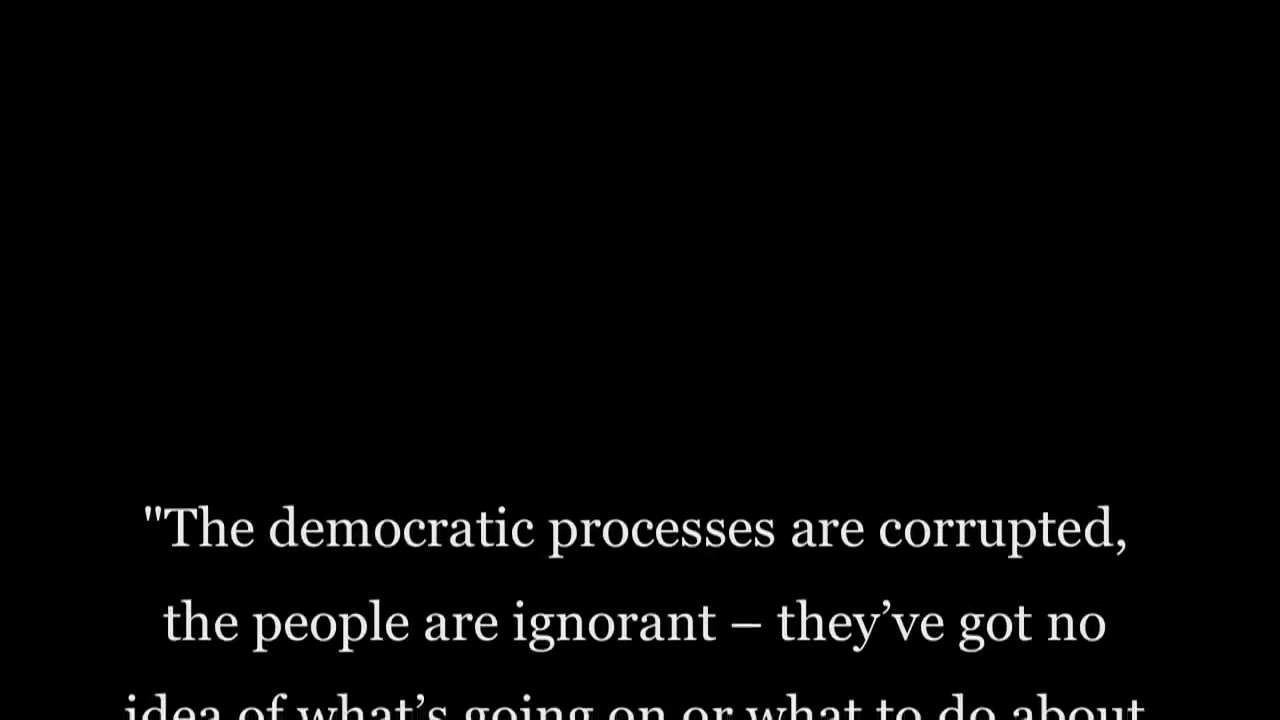 "The democratic processes are corrupted,
the people are ignorant – they’ve got no
idea of what’s going on or what to do about